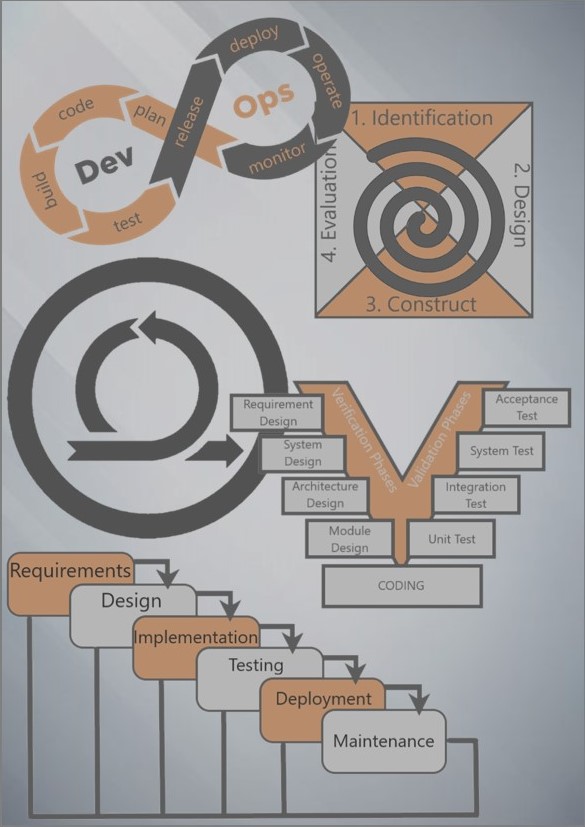 deploy
operate
monitor
release
Ops
plan
code
build
test
Dev
1. Identification
2. Design
3. Construct
4. Evaluation
Verification Phases
Validation Phases
Requirement
Design
System
Design
Architecture
Design
Module
Design
Acceptance
Test
System Test
Integration
Test
Unit Test
CODING
Requirements
Design
Implementation
Testing
Deployment
Maintenance